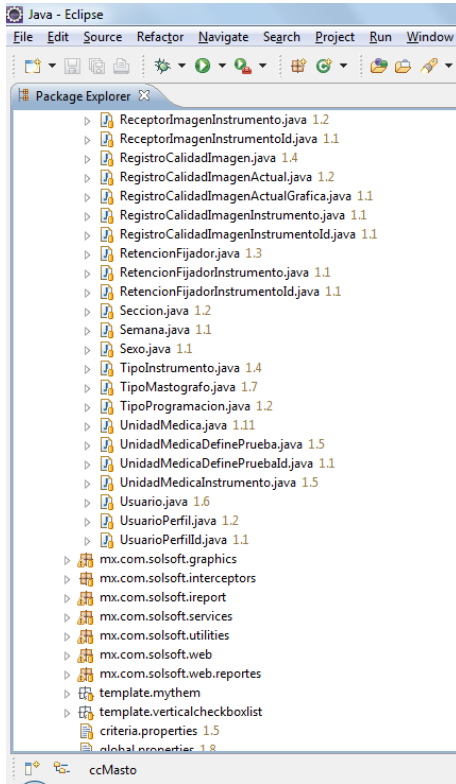 Java - Eclipse
File Edit Source Refactor Navigate Search Project Run Window
Package Explorer
ReceptorImagenInstrumento.java 1.2
ReceptorImagenInstrumentoId.java 1.1
RegistroCalidadImagen.java 1.4
RegistroCalidadImagenActual.java 1.2
RegistroCalidadImagenActualGrafica.java 1.1
RegistroCalidadImagenInstrumento.java 1.1
RegistroCalidadImagenInstrumentoId.java 1.1
RetencionFijador.java 1.3
RetencionFijadorInstrumento.java 1.1
RetencionFijadorInstrumentoId.java 1.1
Seccion.java 1.2
Semana.java 1.1
Sexo.java 1.1
TipoInstrumento.java 1.4
TipoMastografo.java 1.7
TipoProgramacion.java 1.2
UnidadMedica.java 1.11
UnidadMedicaDefinePrueba.java 1.5
UnidadMedicaDefinePruebaId.java 1.1
UnidadMedicaInstrumento.java 1.5
Usuario.java 1.6
UsuarioPerfil.java 1.2
UsuarioPerfilId.java 1.1
mx.com.solsoft.graphics
mx.com.solsoft.interceptors
mx.com.solsoft.ireport
mx.com.solsoft.services
mx.com.solsoft.utilities
mx.com.solsoft.web
mx.com.solsoft.web.reportes
template.mythem
template.verticalcheckboxlist
criteria.properties 1.5
global.properties 1.8
ccMasto